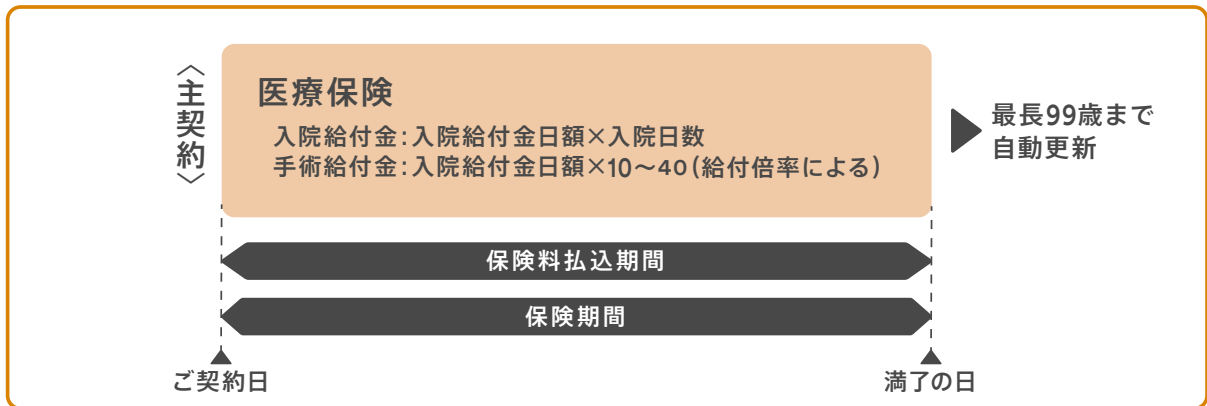 〈主契約〉
医療保険
入院給付金:入院給付金日額×入院日数
手術給付金:入院給付金日額×10〜40(給付倍率による)
最長99歳まで
自動更新
保険料払込期間
保険期間
ご契約日
満了の日